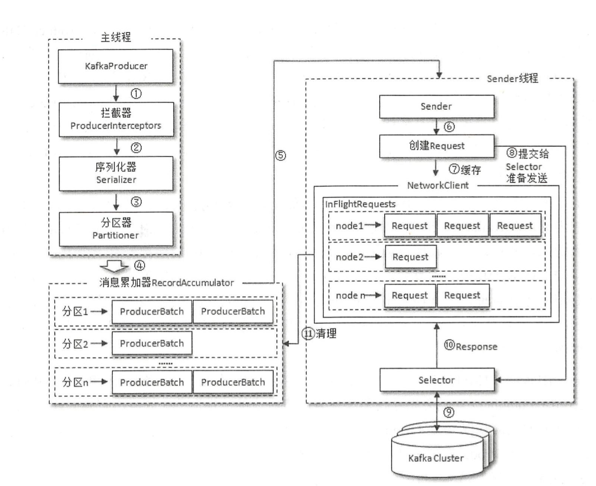 主线程
KafkaProducer
①
拦截器
ProducerInterceptors
②
序列化器
Serializer
③
分区器
Partitioner
④
消息累加器RecordAccumulator
分区1
ProducerBatch
ProducerBatch
分区2
ProducerBatch
......
分区n
ProducerBatch
ProducerBatch
⑤
Sender线程
Sender
⑥
创建Request
⑦缓存
⑧提交给
Selector
准备发送
NetworkClient
InFlightRequests
node1
Request
Request
Request
node2
Request
......
node n
Request
Request
⑪清理
⑩Response
Selector
⑨
Kafka Cluster